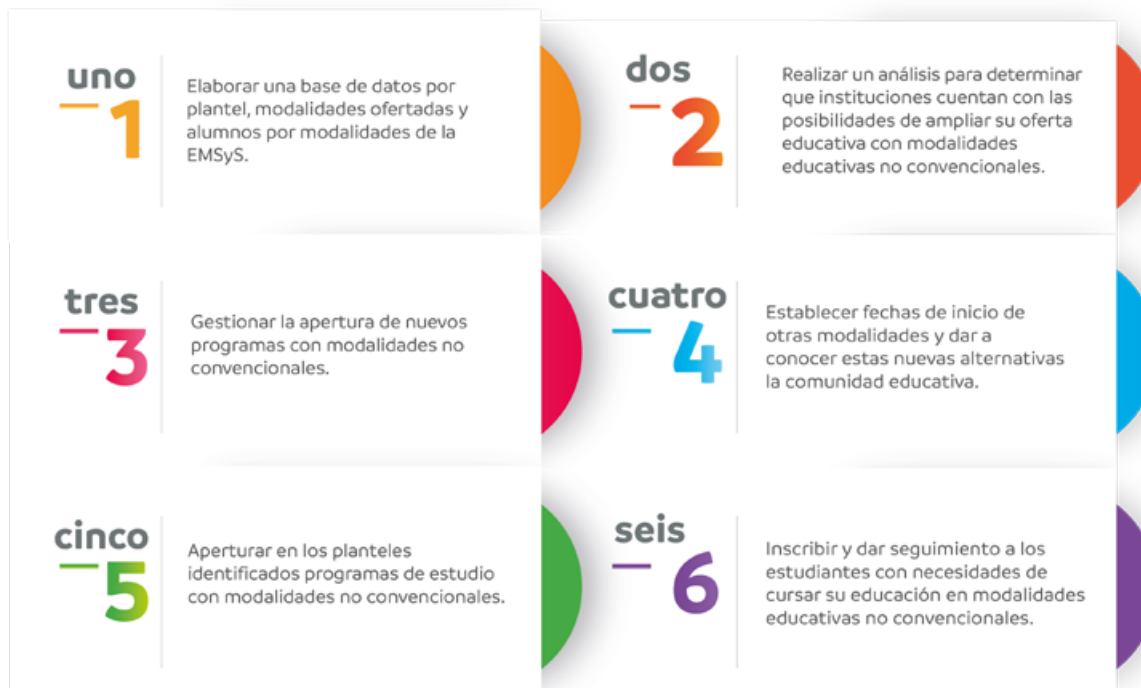 uno
1
Elaborar una base de datos por
plantel, modalidades ofertadas y
alumnos por modalidades de la
EMSyS.
dos
2
Realizar un análisis para determinar
que instituciones cuentan con las
posibilidades de ampliar su oferta
educativa con modalidades
educativas no convencionales.
tres
3
Gestionar la apertura de nuevos
programas con modalidades no
convencionales.
cuatro
4
Establecer fechas de inicio de
otras modalidades y dar a
conocer estas nuevas alternativas
la comunidad educativa.
cinco
5
Aperturar en los planteles
identificados programas de estudio
con modalidades no convencionales.
seis
6
Inscribir y dar seguimiento a los
estudiantes con necesidades de
cursar su educación en modalidades
educativas no convencionales.